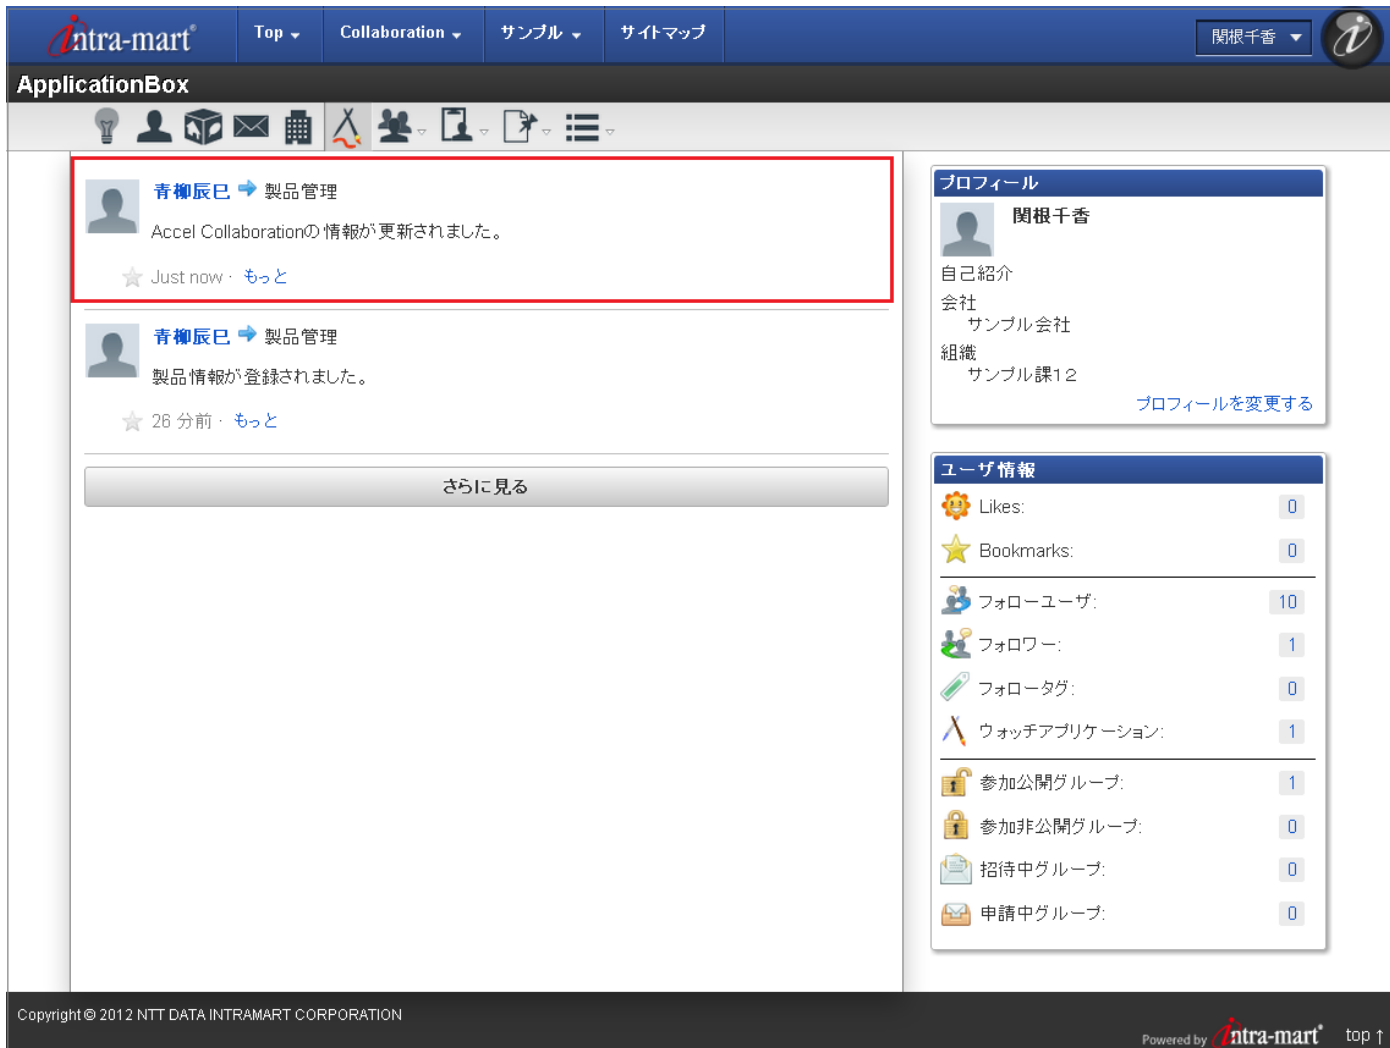 intra-mart®
Top
Collaboration
サンプル
サイトマップ
関根千香
ApplicationBox
青柳辰巳 製品管理
Accel Collaborationの情報が更新されました。
Just now · もっと
青柳辰巳 製品管理
製品情報が登録されました。
26 分前 · もっと
さらに見る
プロフィール
関根千香
自己紹介
会社
サンプル会社
組織
サンプル課12
プロフィールを変更する
ユーザ情報
Likes: 0
Bookmarks: 0
フォローユーザ: 10
フォロワー: 1
フォロータグ: 0
ウォッチアプリケーション: 1
参加公開グループ: 1
参加非公開グループ: 0
招待中グループ: 0
申請中グループ: 0
Copyright © 2012 NTT DATA INTRAMART CORPORATION
Powered by intra-mart®
top ↑